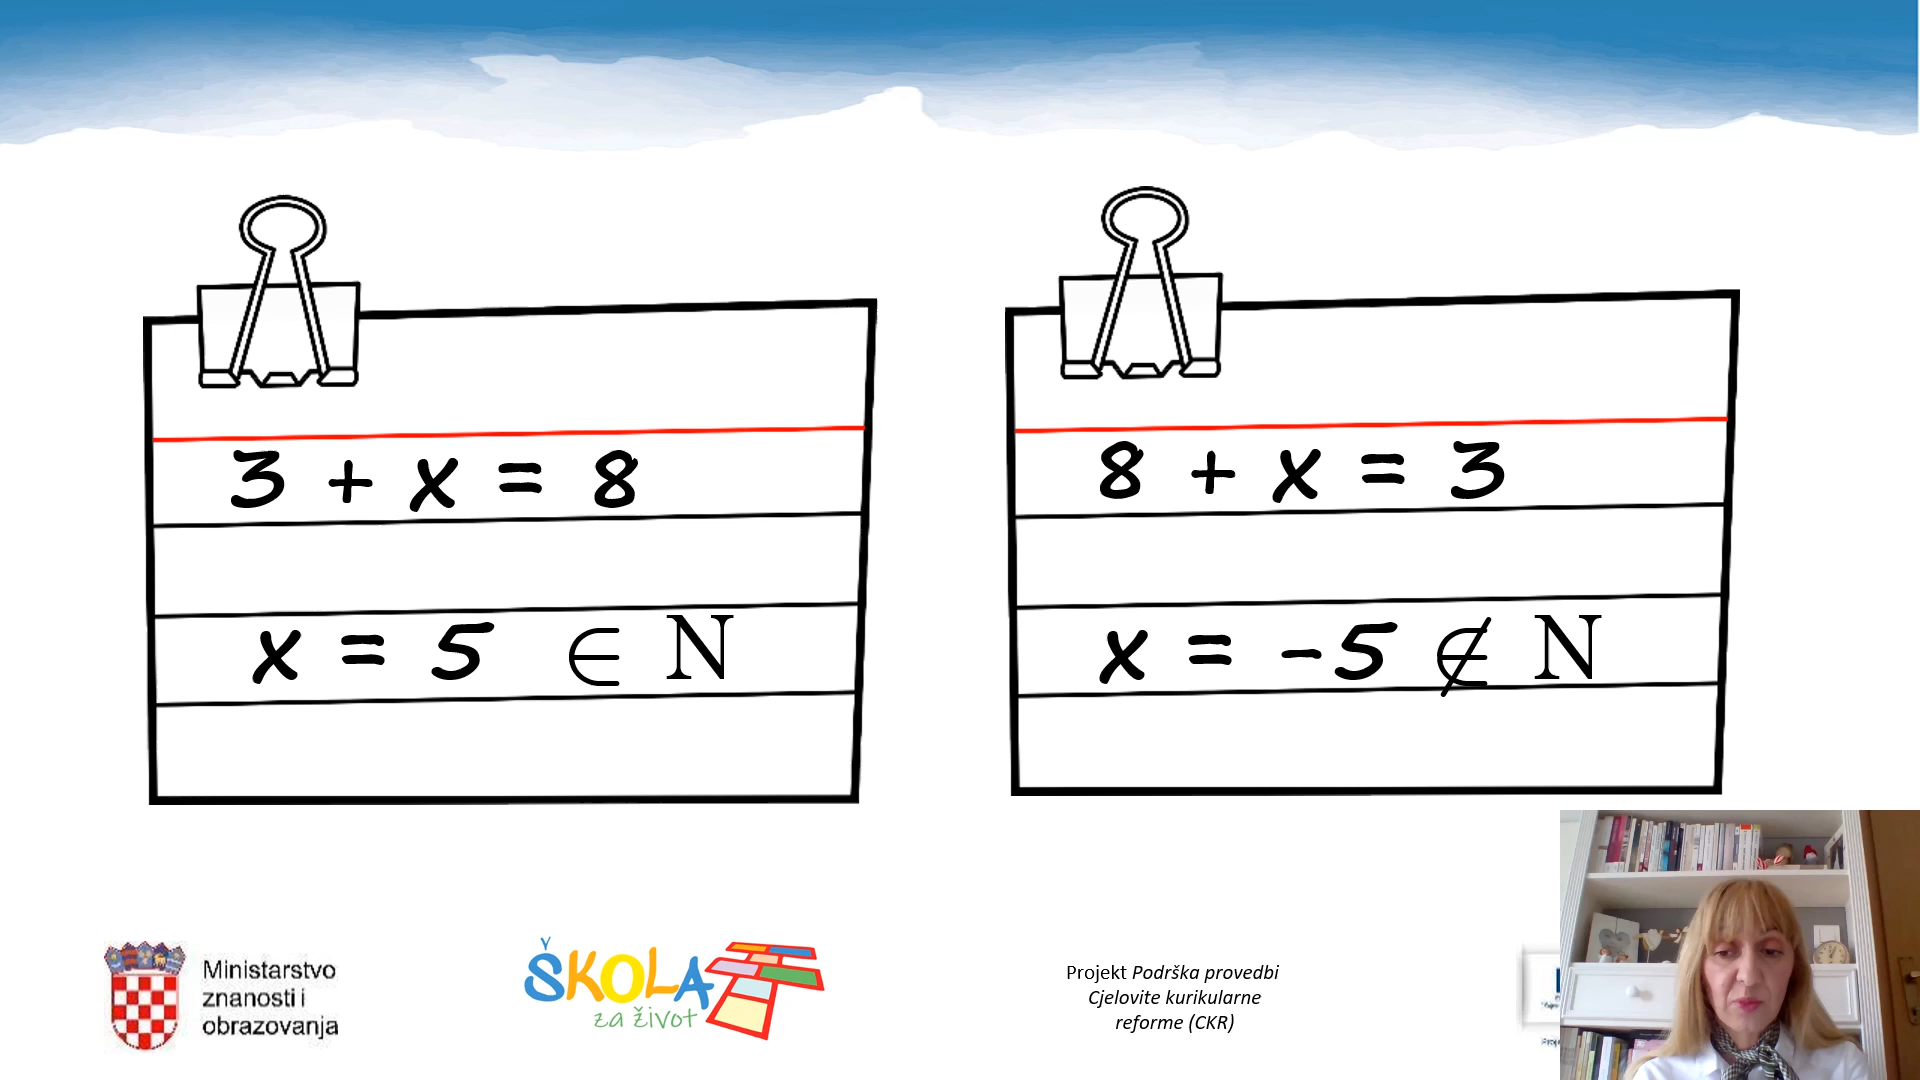 3 + x = 8
x = 5 ∈ N
8 + x = 3
x = -5 ∉ N
Ministarstvo
znanosti i
obrazovanja
ŠKOLA
za život
Projekt Podrška provedbi
Cjelovite kurikularne
reforme (CKR)